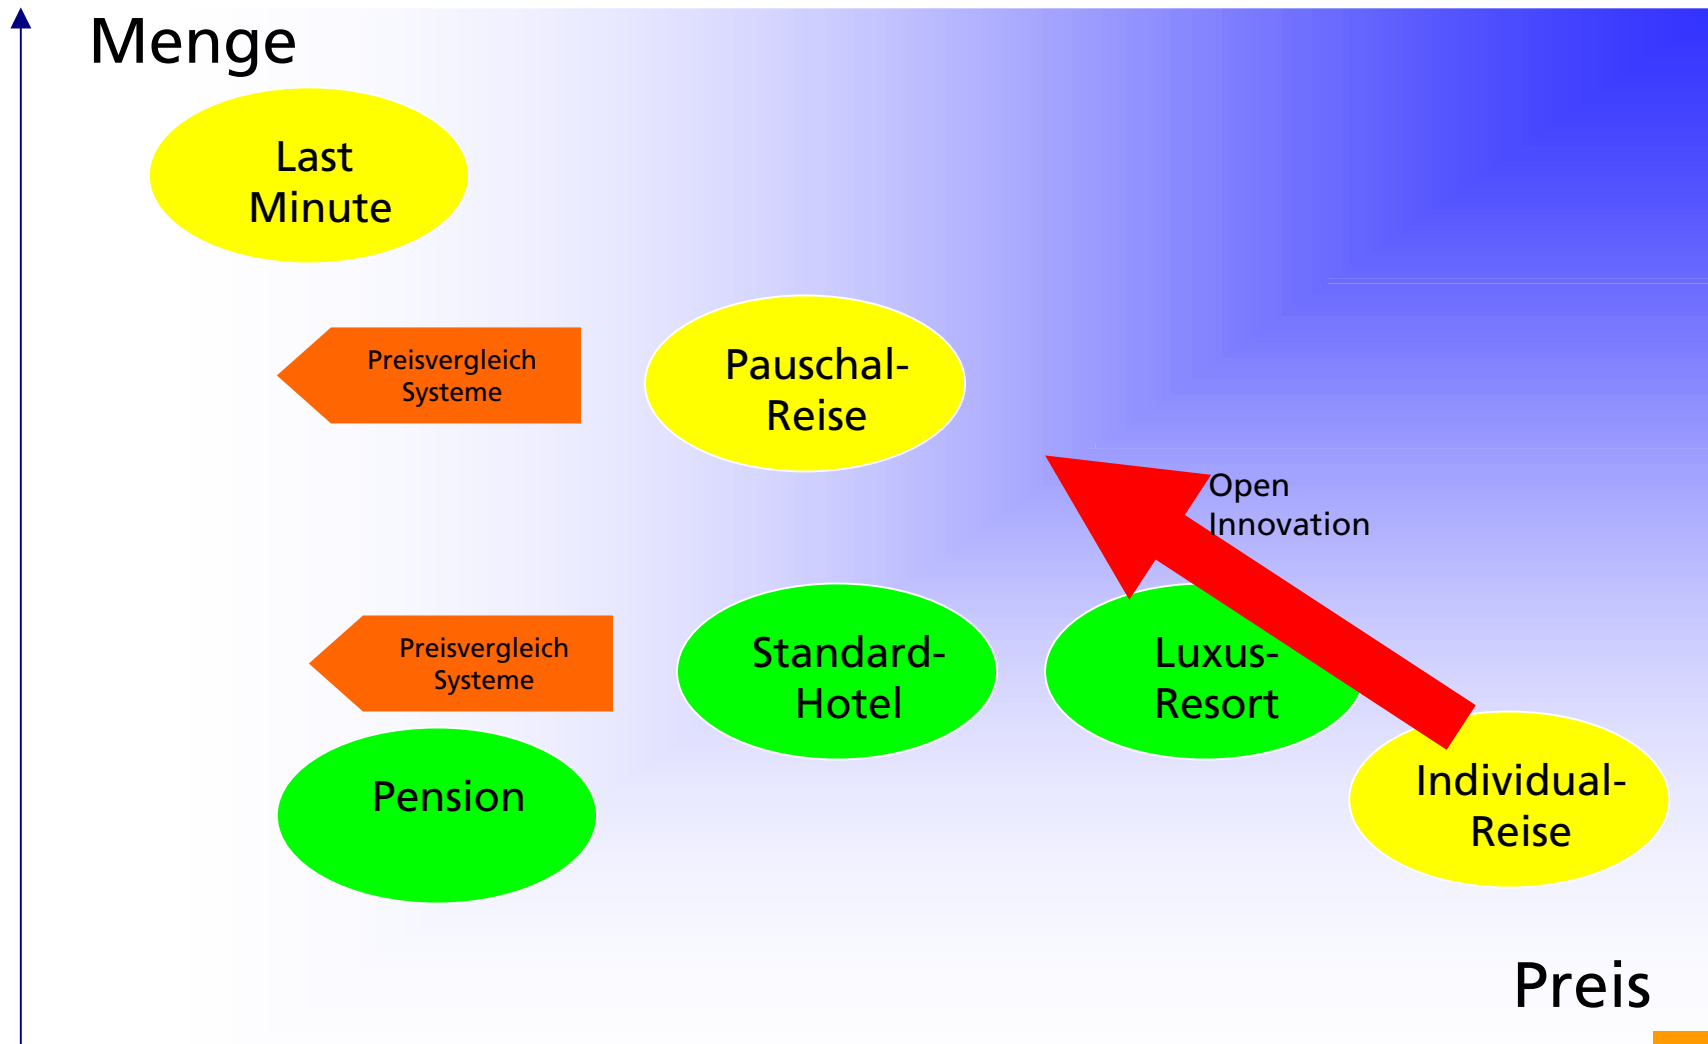 Menge
Last
Minute
Preisvergleich
Systeme
Pauschal-
Reise
Open
Innovation
Preisvergleich
Systeme
Standard-
Hotel
Luxus-
Resort
Pension
Individual-
Reise
Preis